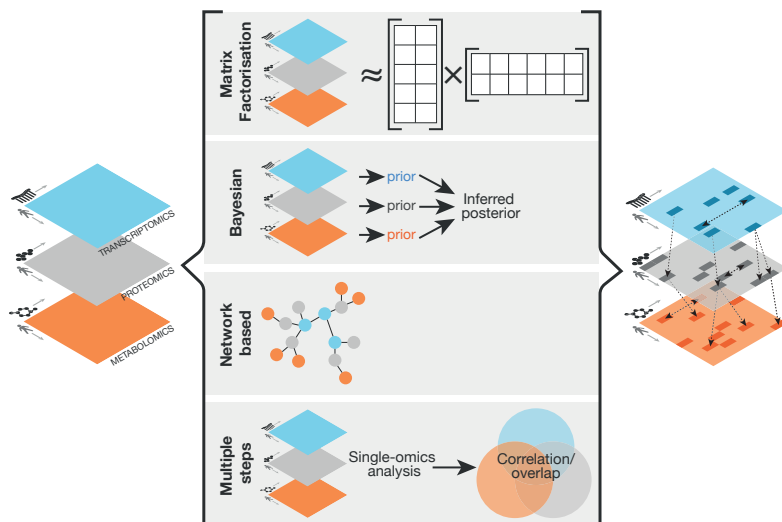 TRANSCRIPTOMICS
PROTEOMICS
METABOLOMICS
Matrix
Factorisation
≈
×
Bayesian
prior
prior
prior
Inferred
posterior
Network
based
Multiple
steps
Single-omics
analysis
Correlation/
overlap